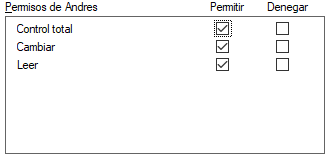 Permisos de Andres Permitir Denegar
Control total
Cambiar
Leer